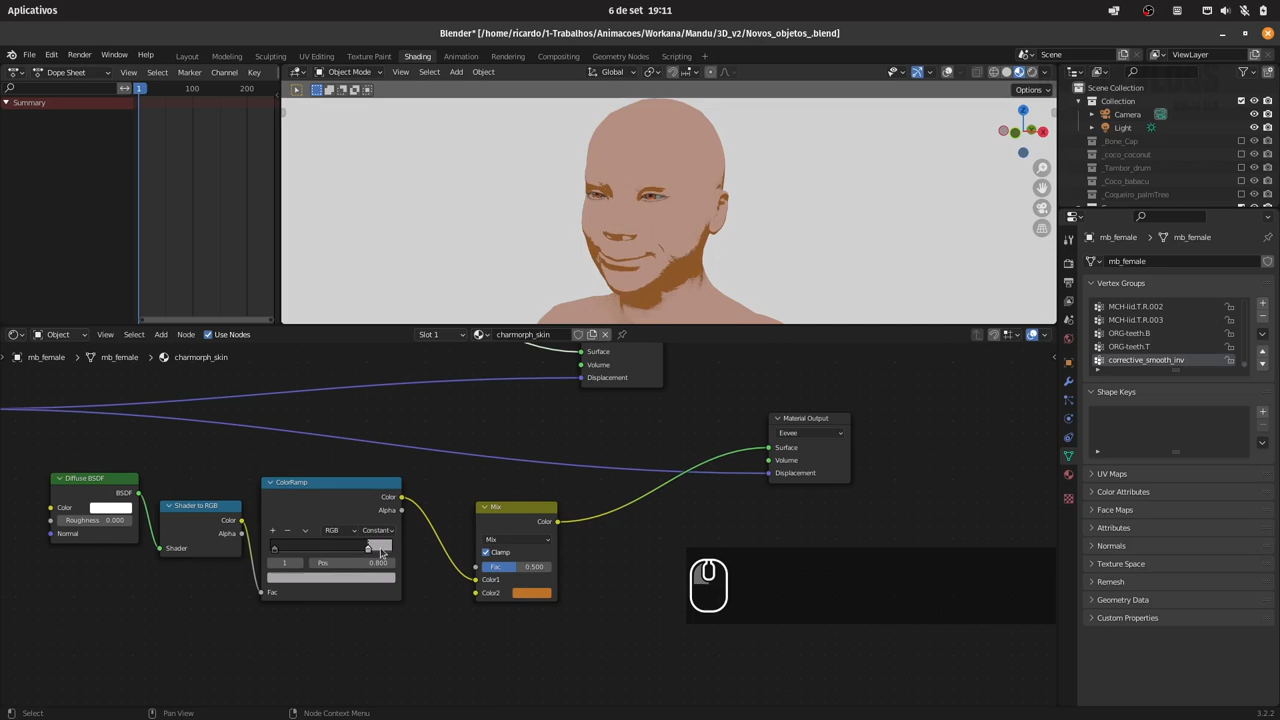 Aplicativos
6 de set 19:11
Blender* [/home/ricardo/1-Trabalhos/Animacoes/Workana/Mandu/3D_v2/Novos_objetos_.blend]
File Edit Render Window Help
Layout Modeling Sculpting UV Editing Texture Paint Shading Animation Rendering Compositing Geometry Nodes Scripting
Scene
ViewLayer
Dope Sheet View Select Marker Channel Key
Object Mode View Select Add Object
Global
1 100 200
Summary
Options
Z
X
Scene Collection
Collection
Camera
Light
_Bone_Cap
_coco_coconut
_Tambor_drum
_Coco_babacu
_Coqueiro_palmTree
mb_female > mb_female
mb_female
Vertex Groups
MCH-lid.T.R.002
MCH-lid.T.R.003
ORG-teeth.B
ORG-teeth.T
corrective_smooth_inv
Shape Keys
UV Maps
Color Attributes
Face Maps
Attributes
Normals
Texture Space
Remesh
Geometry Data
Custom Properties
Object View Select Add Node Use Nodes
Slot 1
charmorph_skin
mb_female > mb_female > charmorph_skin
Surface
Volume
Displacement
Material Output
Eevee
Surface
Volume
Displacement
Diffuse BSDF
BSDF
Color
Roughness 0.000
Normal
Shader to RGB
Color
Alpha
Shader
ColorRamp
Color
Alpha
+ − RGB Constant
1 Pos 0.800
Fac
Mix
Color
Mix
Clamp
Fac 0.500
Color1
Color2
Select
Pan View
Node Context Menu
3.2.2